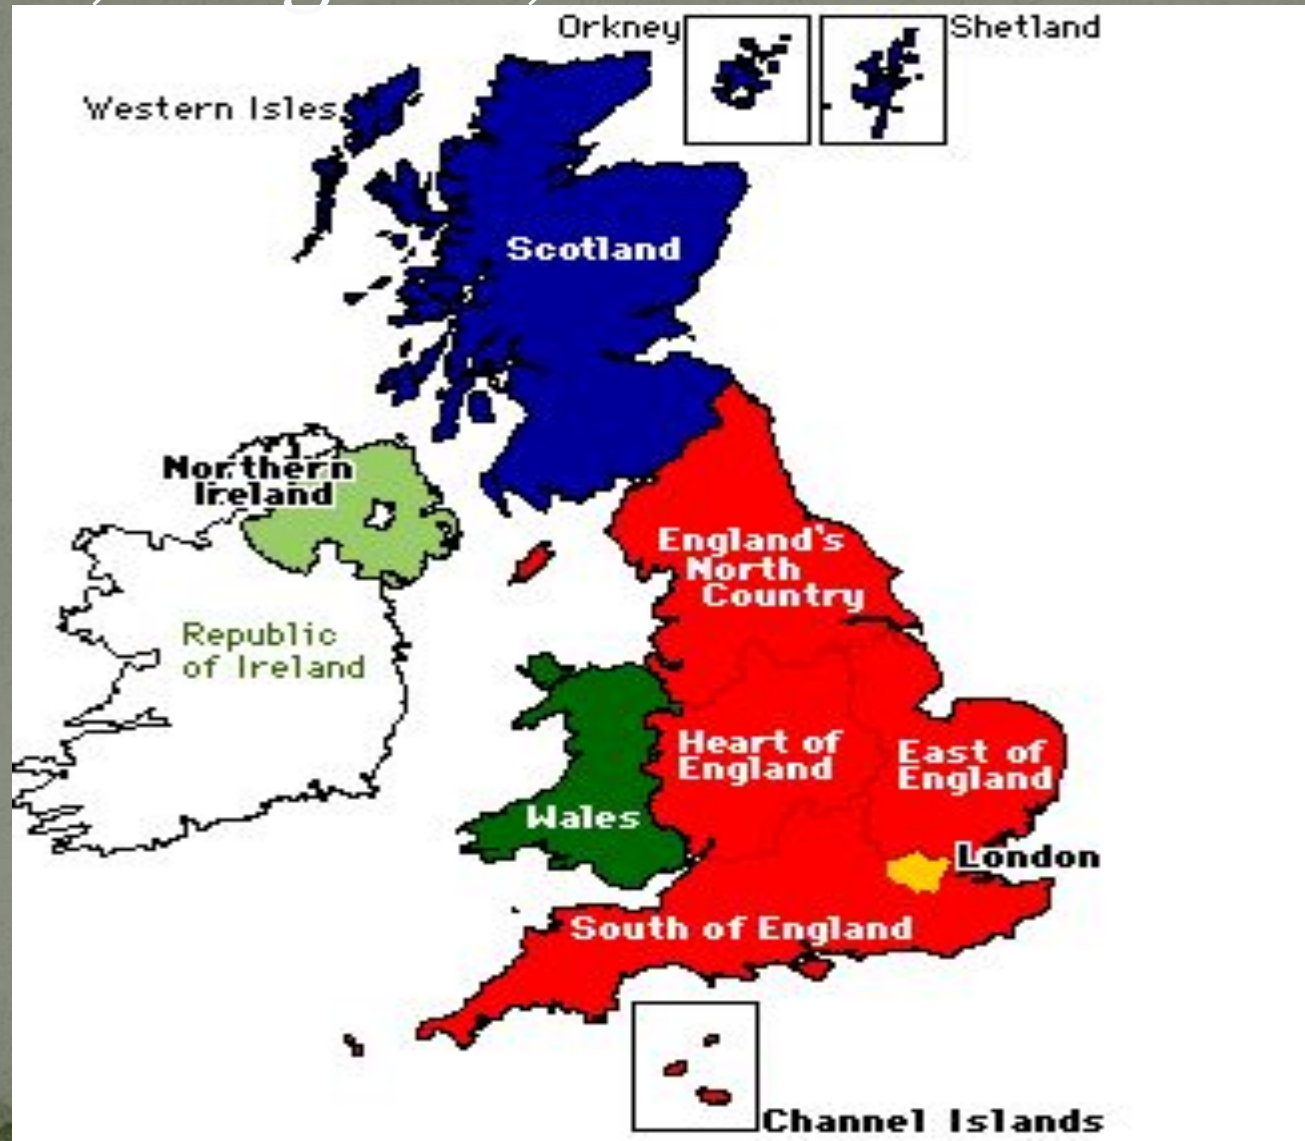 Orkney
Shetland
Western Isles
Scotland
Northern
Ireland
England's
North
Country
Republic
of Ireland
Heart of
England
East of
England
Wales
London
South of England
Channel Islands